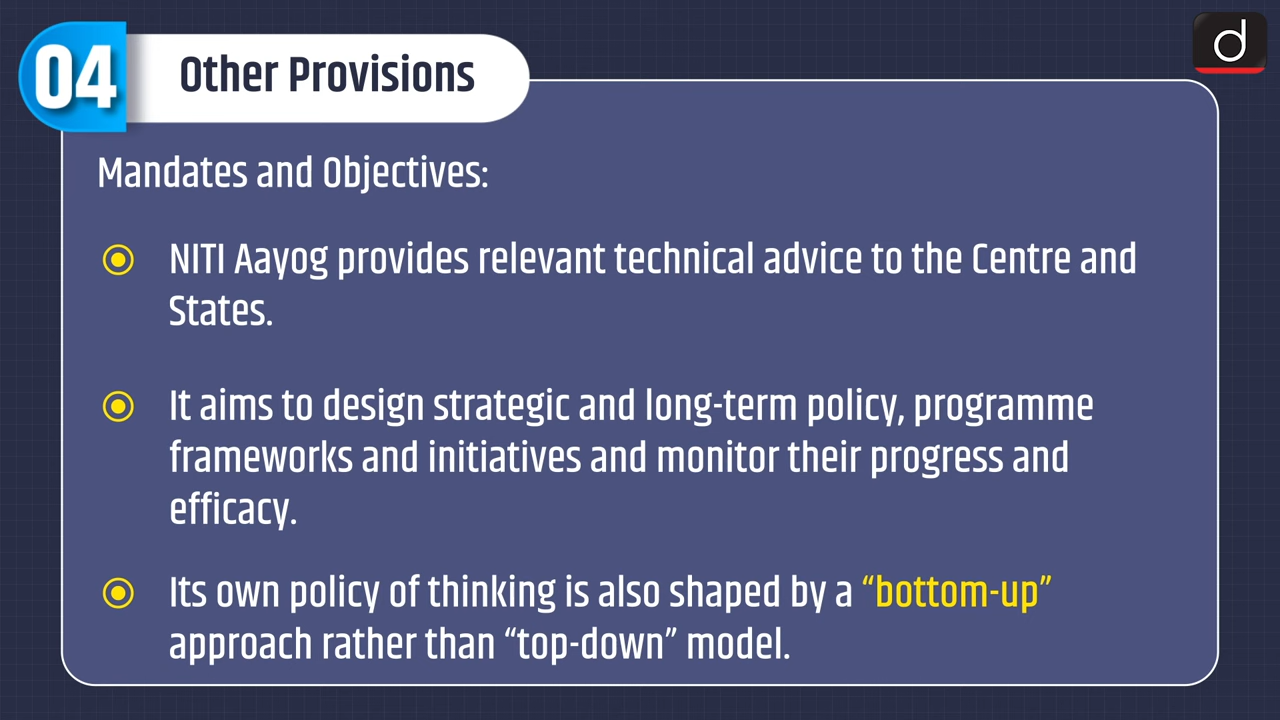 04
Other Provisions
d
Mandates and Objectives:
NITI Aayog provides relevant technical advice to the Centre and
States.
It aims to design strategic and long-term policy, programme
frameworks and initiatives and monitor their progress and
efficacy.
Its own policy of thinking is also shaped by a “bottom-up”
approach rather than “top-down” model.